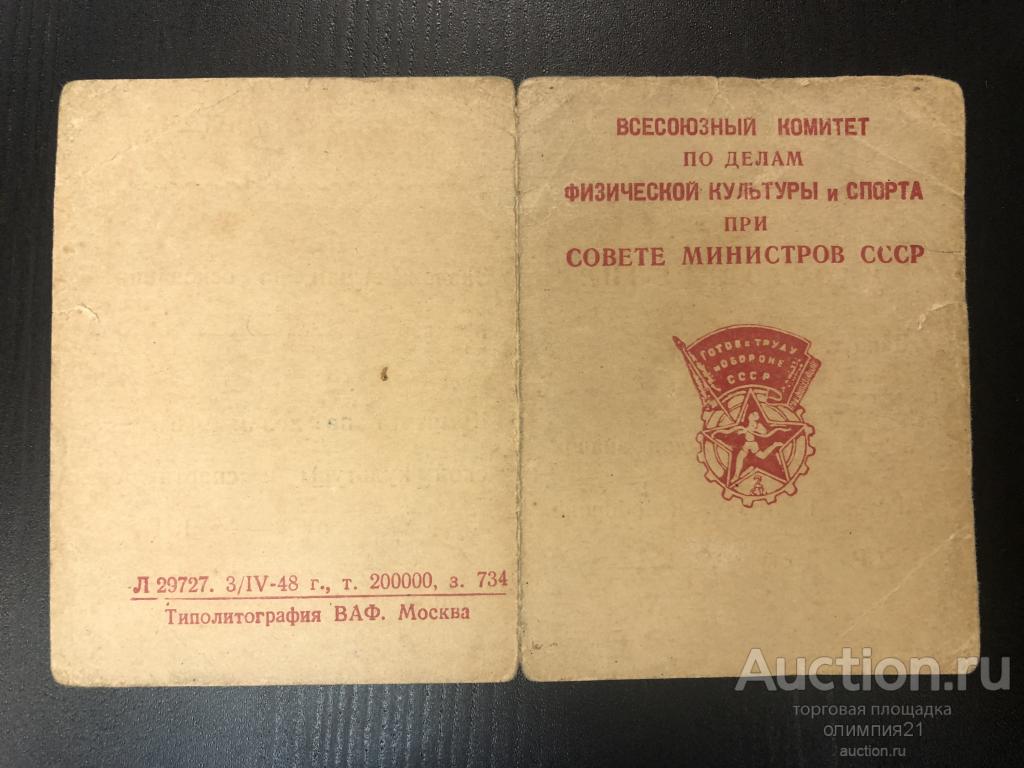 ВСЕСОЮЗНЫЙ КОМИТЕТ
ПО ДЕЛАМ
ФИЗИЧЕСКОЙ КУЛЬТУРЫ и СПОРТА
ПРИ
СОВЕТЕ МИНИСТРОВ СССР
ГОТОВ к ТРУДУ
и ОБОРОНЕ
СССР
Л 29727. 3/IV-48 г., т. 200000, з. 734
Типолитография ВАФ. Москва
Auction.ru
торговая площадка
олимпия21
auction.ru